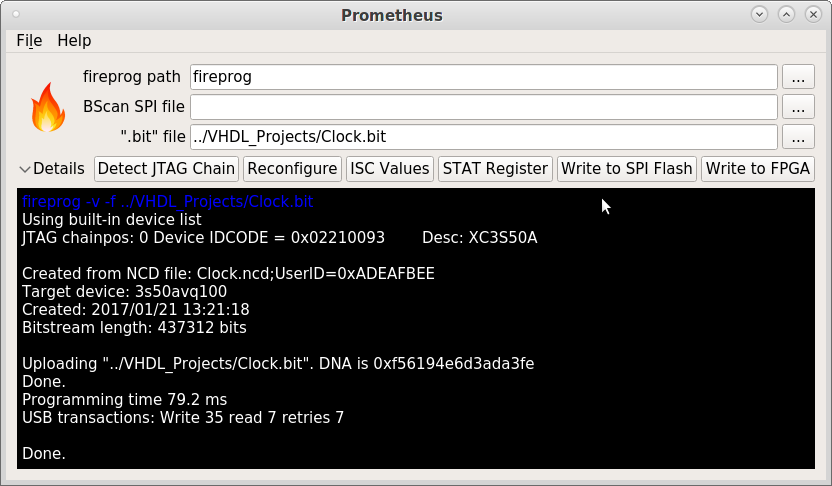 Prometheus
File Help
fireprog path fireprog ...
BScan SPI file ...
".bit" file ../VHDL_Projects/Clock.bit ...
Details Detect JTAG Chain Reconfigure ISC Values STAT Register Write to SPI Flash Write to FPGA
fireprog -v -f ../VHDL_Projects/Clock.bit
Using built-in device list
JTAG chainpos: 0 Device IDCODE = 0x02210093 Desc: XC3S50A
Created from NCD file: Clock.ncd;UserID=0xADEAFBEE
Target device: 3s50avq100
Created: 2017/01/21 13:21:18
Bitstream length: 437312 bits
Uploading "../VHDL_Projects/Clock.bit". DNA is 0xf56194e6d3ada3fe
Done.
Programming time 79.2 ms
USB transactions: Write 35 read 7 retries 7
Done.